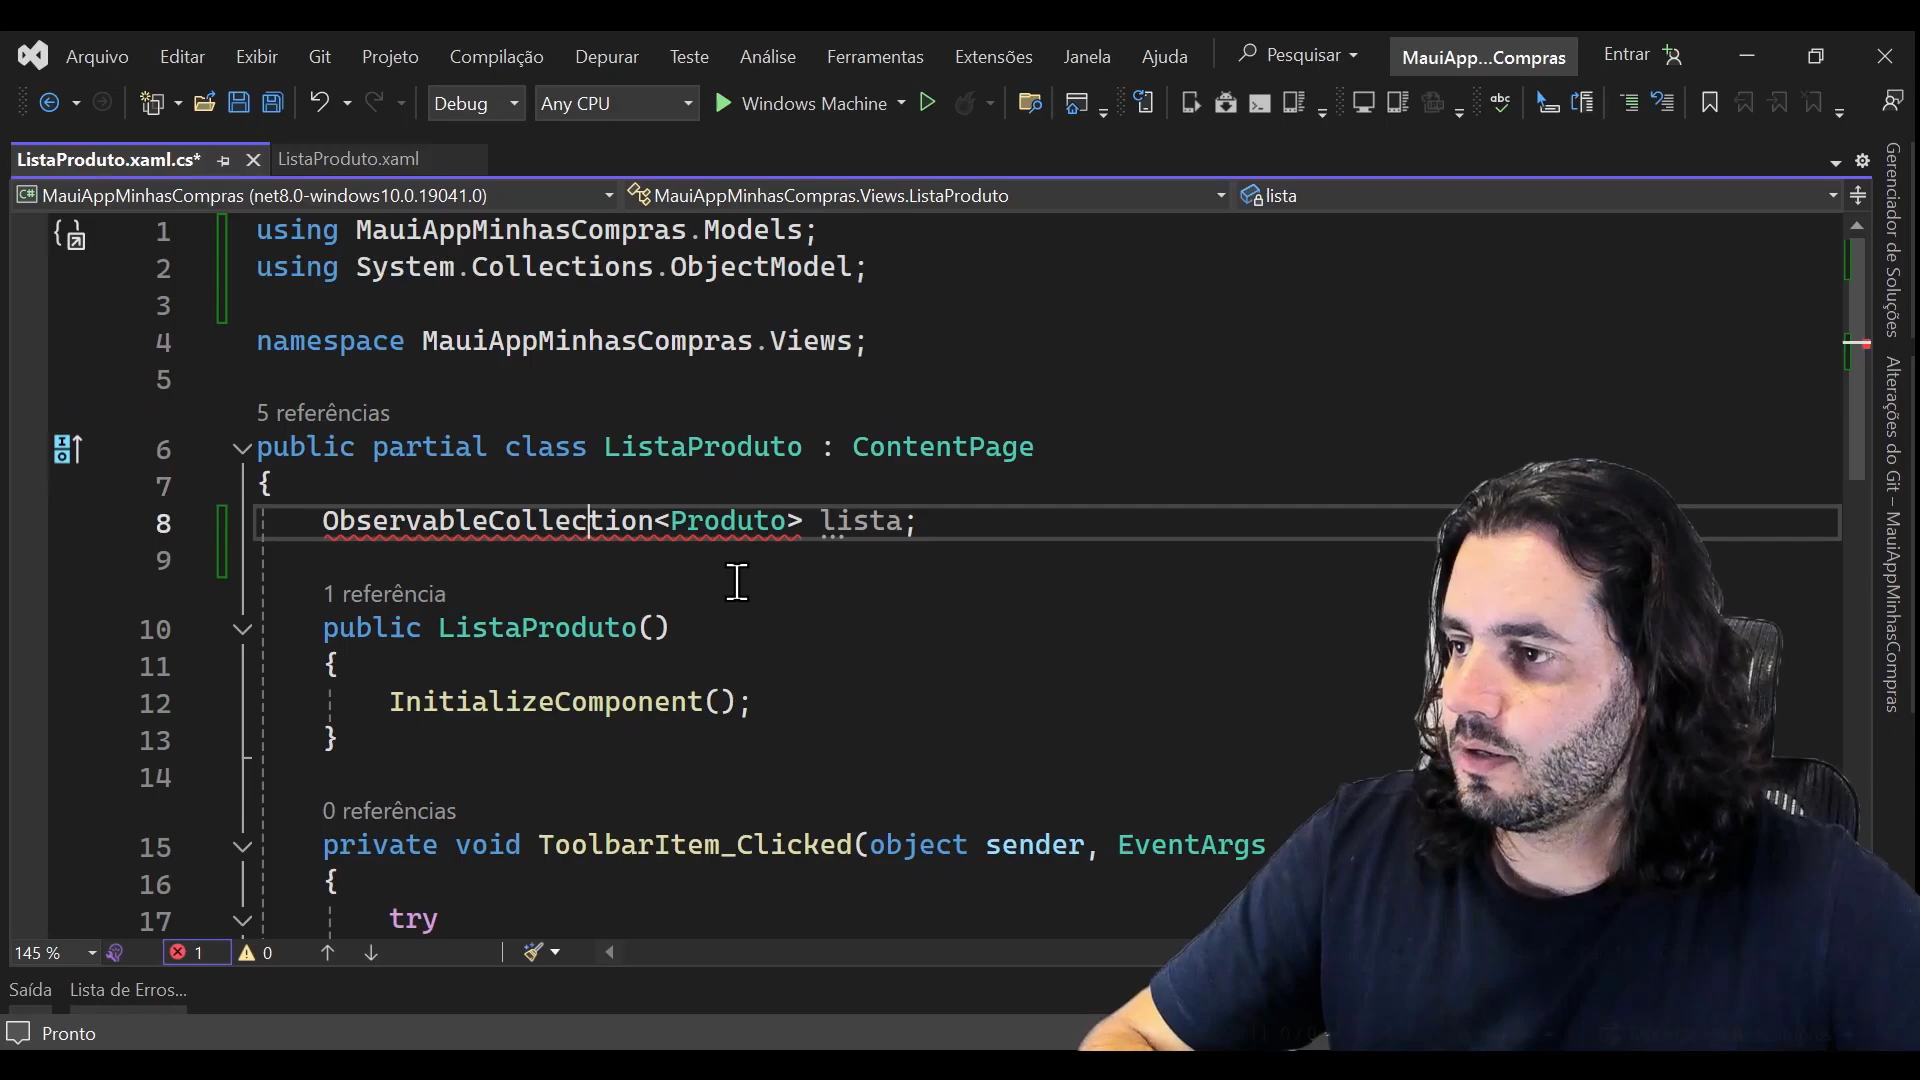 Arquivo Editar Exibir Git Projeto Compilação Depurar Teste Análise Ferramentas Extensões Janela Ajuda Pesquisar MauiApp...Compras Entrar
Debug Any CPU Windows Machine
ListaProduto.xaml.cs* ListaProduto.xaml
MauiAppMinhasCompras (net8.0-windows10.0.19041.0) MauiAppMinhasCompras.Views.ListaProduto lista
1 using MauiAppMinhasCompras.Models;
2 using System.Collections.ObjectModel;
3
4 namespace MauiAppMinhasCompras.Views;
5
5 referências
6 public partial class ListaProduto : ContentPage
7 {
8 ObservableCollection<Produto> lista;
9
1 referência
10 public ListaProduto()
11 {
12 InitializeComponent();
13 }
14
0 referências
15 private void ToolbarItem_Clicked(object sender, EventArgs
16 {
17 try
145 % 1 0
Saída Lista de Erros...
Pronto
Gerenciador de Soluções
Alterações do Git – MauiAppMinhasCompras